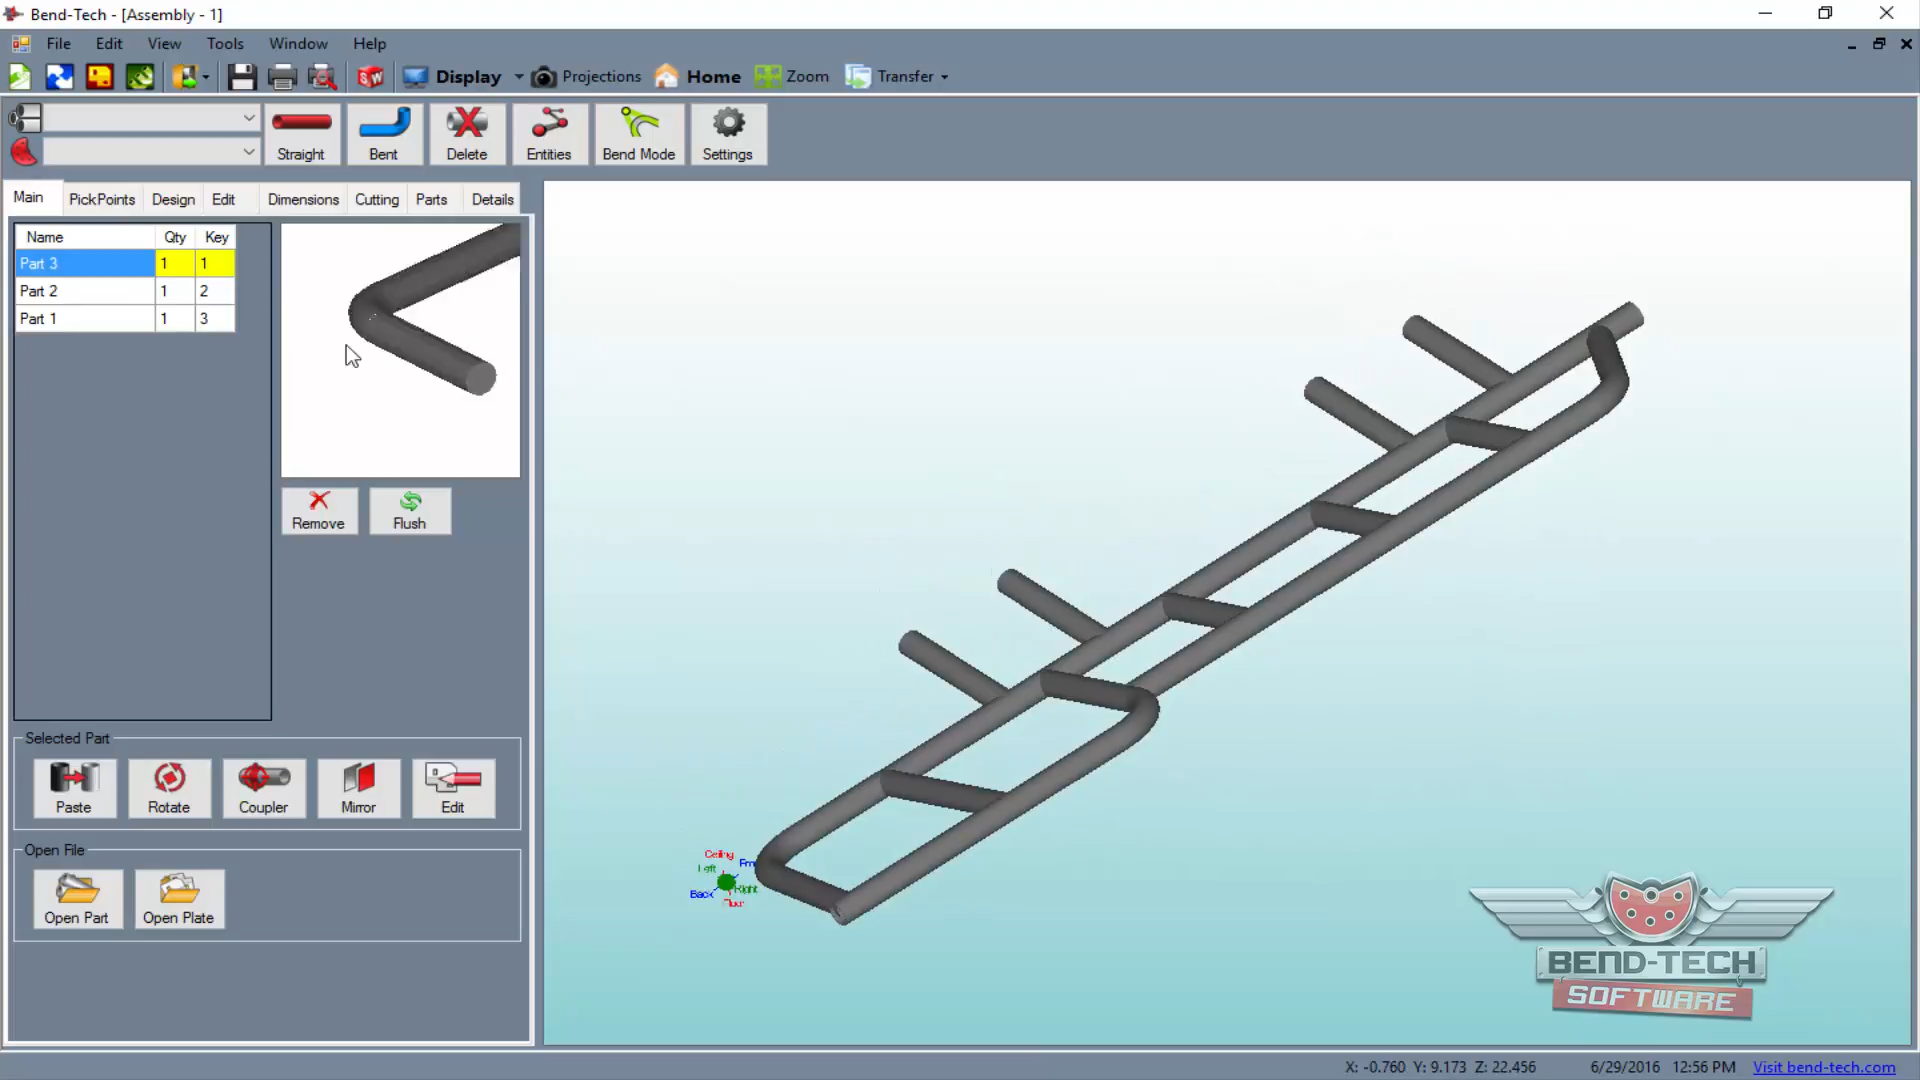 Bend-Tech - [Assembly - 1]
File Edit View Tools Window Help
Display Projections Home Zoom Transfer
Straight Bent Delete Entities Bend Mode Settings
Main PickPoints Design Edit Dimensions Cutting Parts Details
Name Qty Key
Part 3 1 1
Part 2 1 2
Part 1 1 3
Remove Flush
Selected Part
Paste Rotate Coupler Mirror Edit
Open File
Open Part Open Plate
Ceiling
Left
Right
Back
BEND-TECH
SOFTWARE
X: -0.760 Y: 9.173 Z: 22.456 6/29/2016 12:56 PM Visit bend-tech.com